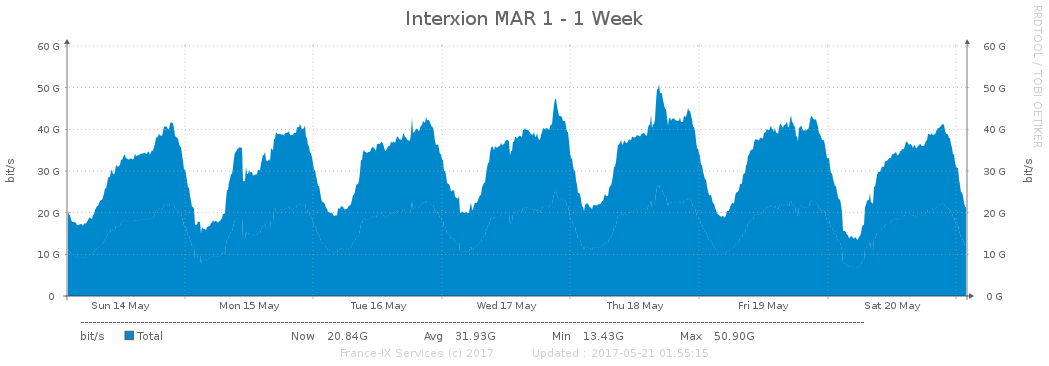 Interxion MAR 1 - 1 Week
RRDTOOL / TOBI OETIKER
60 G 60 G
50 G 50 G
40 G 40 G
30 G 30 G
20 G 20 G
10 G 10 G
0 0 G
bit/s
bit/s
Sun 14 May Mon 15 May Tue 16 May Wed 17 May Thu 18 May Fri 19 May Sat 20 May
bit/s Total Now 20.84G Avg 31.93G Min 13.43G Max 50.90G
France-IX Services (c) 2017 Updated : 2017-05-21 01:55:15